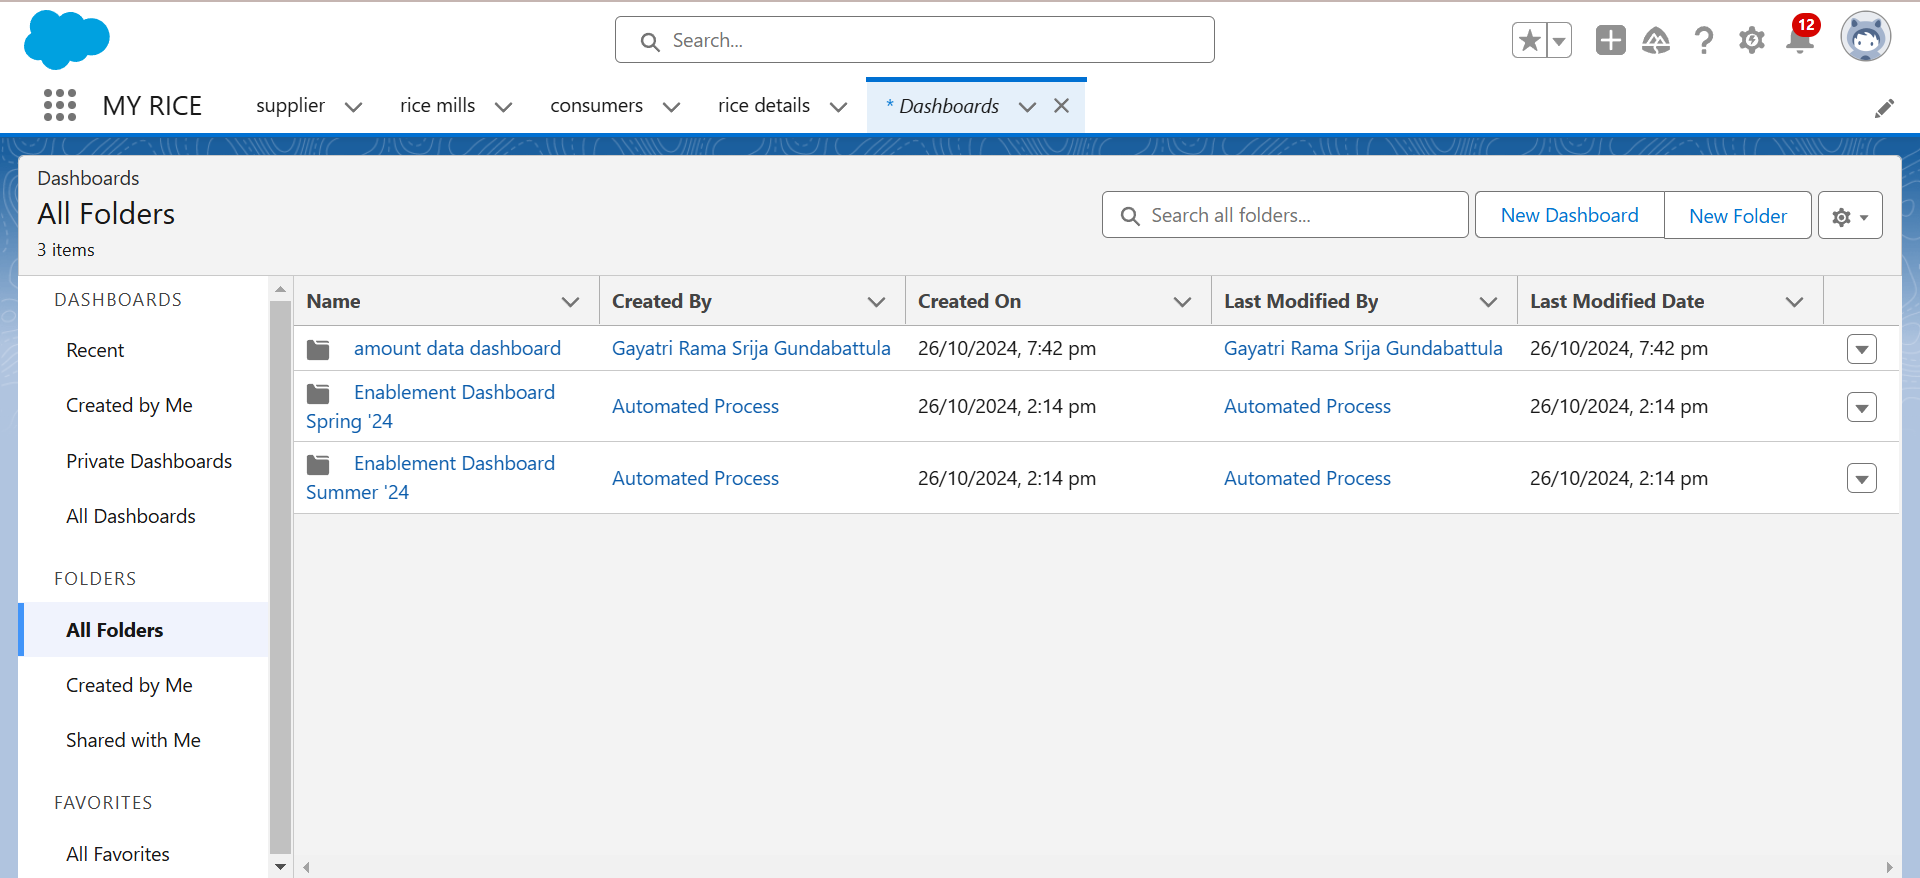 Search...
12
MY RICE
supplier
rice mills
consumers
rice details
* Dashboards
Dashboards
All Folders
3 items
Search all folders...
New Dashboard
New Folder
DASHBOARDS
Recent
Created by Me
Private Dashboards
All Dashboards
FOLDERS
All Folders
Created by Me
Shared with Me
FAVORITES
All Favorites
Name
Created By
Created On
Last Modified By
Last Modified Date
amount data dashboard
Gayatri Rama Srija Gundabattula
26/10/2024, 7:42 pm
Gayatri Rama Srija Gundabattula
26/10/2024, 7:42 pm
Enablement Dashboard
Spring '24
Automated Process
26/10/2024, 2:14 pm
Automated Process
26/10/2024, 2:14 pm
Enablement Dashboard
Summer '24
Automated Process
26/10/2024, 2:14 pm
Automated Process
26/10/2024, 2:14 pm